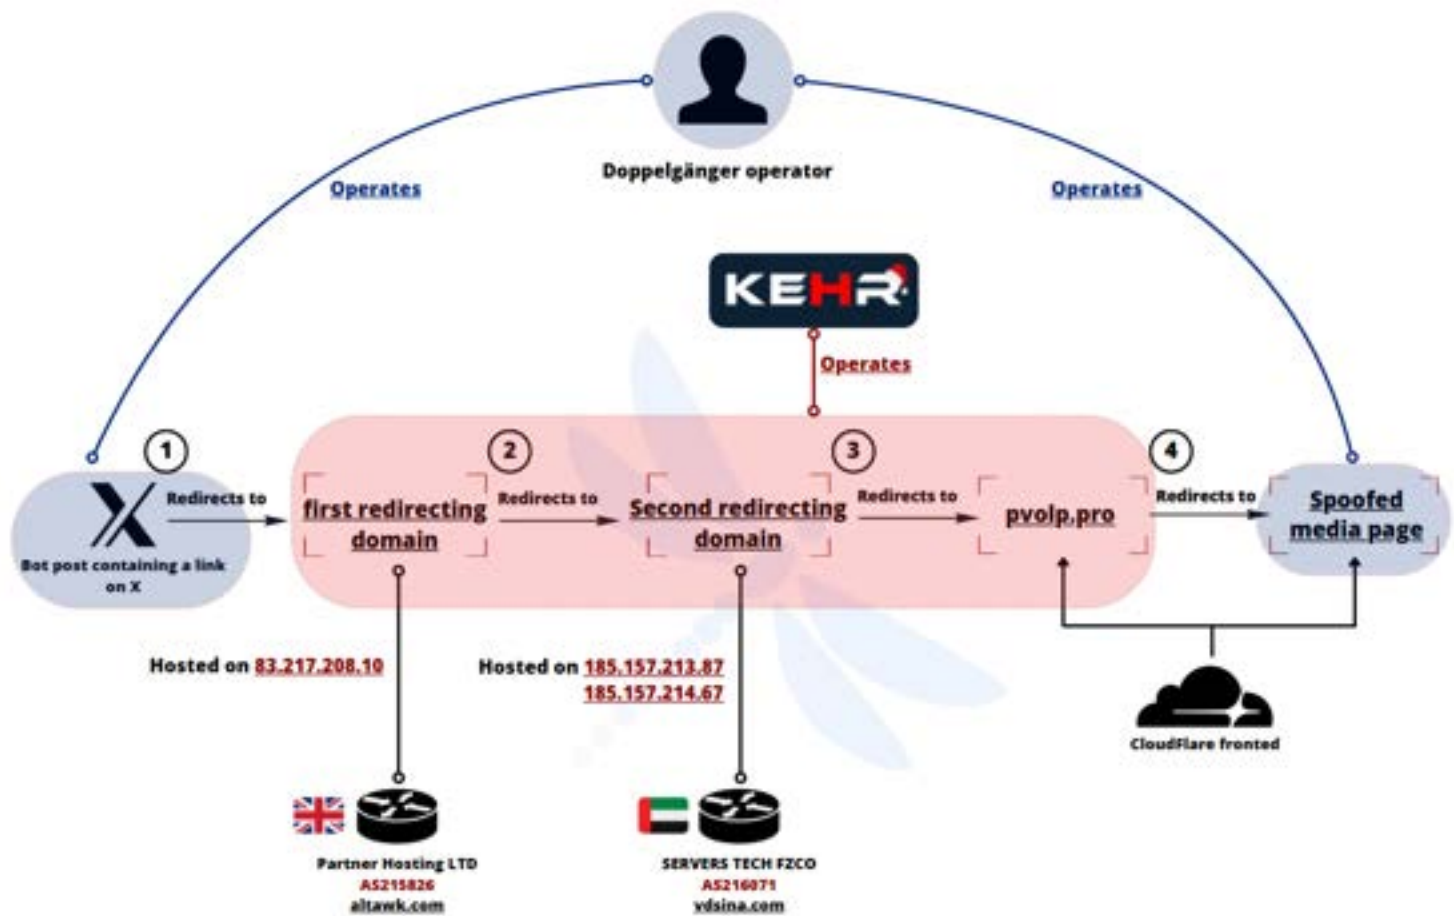 Doppelgänger operator
Operates
Operates
KEHR
Operates
1
2
3
4
Redirects to
Redirects to
Redirects to
Redirects to
X
Bot post containing a link
on X
first redirecting
domain
Second redirecting
domain
pvolp.pro
Spoofed
media page
Hosted on 83.217.208.10
Hosted on 185.157.213.87
185.157.214.67
CloudFlare fronted
Partner Hosting LTD
AS215826
altawk.com
SERVERS TECH FZCO
AS216071
vdsina.com